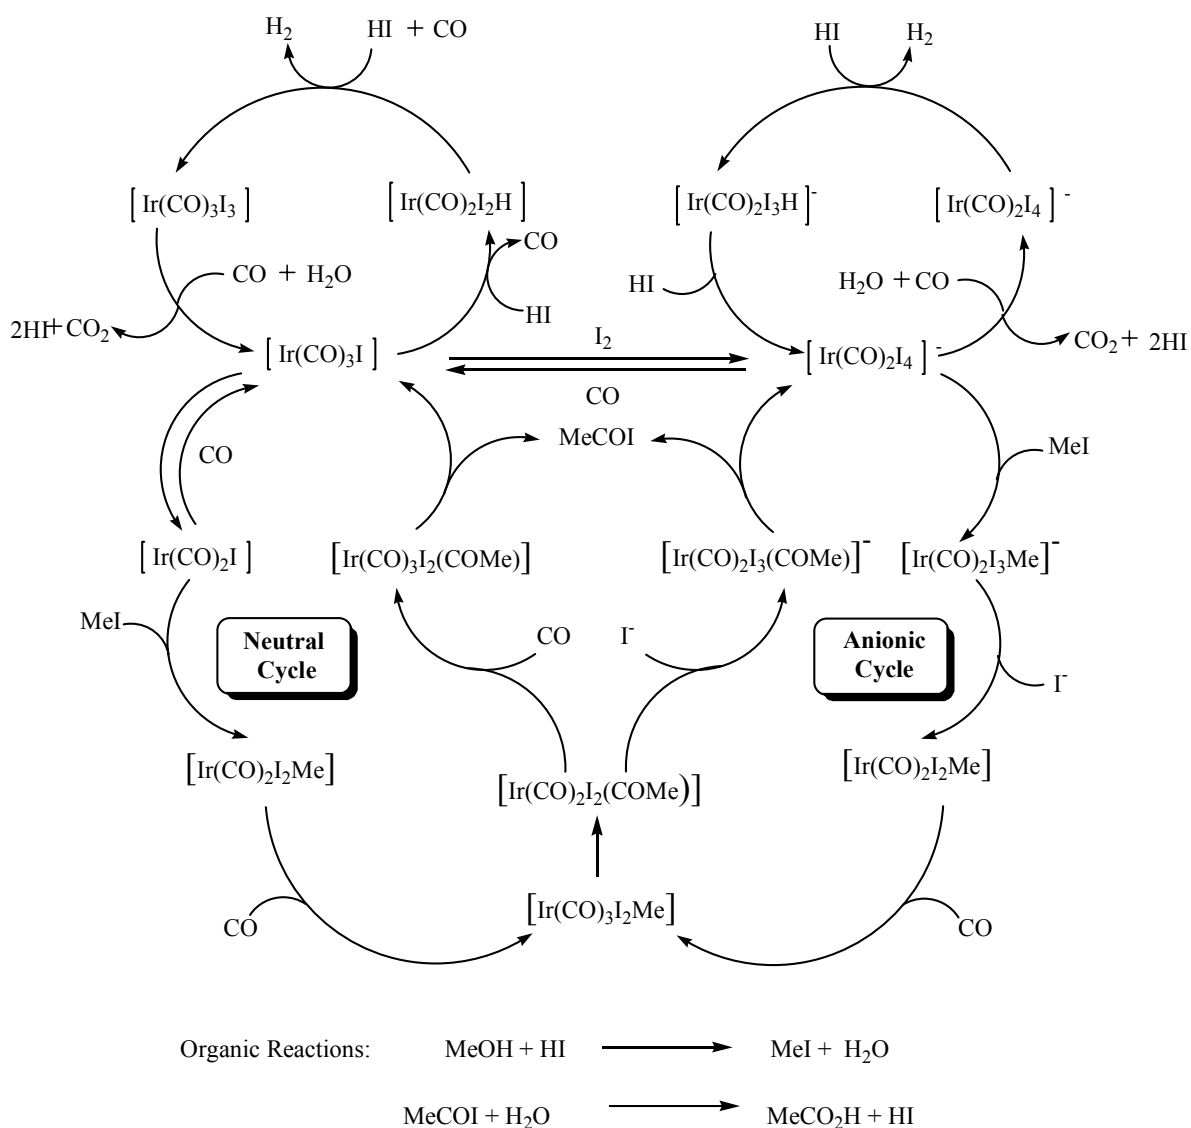 H₂ HI + CO HI H₂
[Ir(CO)₃I₃] [Ir(CO)₂I₂H] [Ir(CO)₂I₃H]⁻ [Ir(CO)₂I₄]⁻
CO
CO + H₂O HI H₂O + CO
2HI+CO₂ HI CO₂ + 2HI
I₂
[Ir(CO)₃I] [Ir(CO)₂I₄]⁻
CO
CO MeCOI MeI
[Ir(CO)₂I] [Ir(CO)₃I₂(COMe)] [Ir(CO)₂I₃(COMe)]⁻ [Ir(CO)₂I₃Me]⁻
MeI Neutral
Cycle CO I⁻ Anionic
Cycle I⁻
[Ir(CO)₂I₂Me] [Ir(CO)₂I₂(COMe)] [Ir(CO)₂I₂Me]
CO [Ir(CO)₃I₂Me] CO
Organic Reactions: MeOH + HI MeI + H₂O
MeCOI + H₂O MeCO₂H + HI